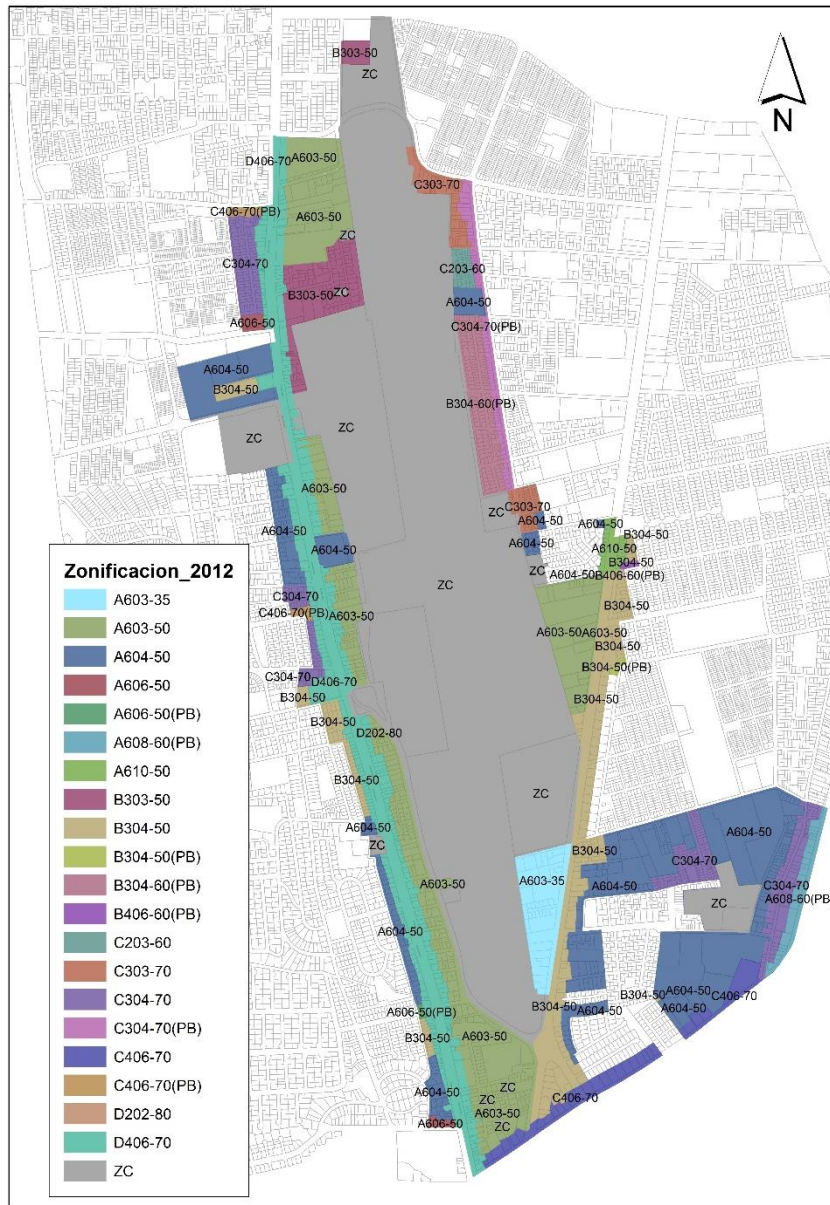 B303-50
ZC
N
D406-70
A603-50
C303-70
C406-70(PB)
A603-50
ZC
C304-70
C203-60
B303-50
ZC
A604-50
A606-50
C304-70(PB)
A604-50
B304-50
B304-60(PB)
ZC
ZC
A603-50
C303-70
ZC
A604-50
A604-50
A604-50
B304-50
A604-50
A604-50
A610-50
B304-50
ZC
A604-50
B406-60(PB)
ZC
C304-70
B304-50
C406-70(PB)
A603-50
A603-50
A603-50
B304-50
B304-50(PB)
C304-70
D406-70
B304-50
B304-50
B304-50
D202-80
B304-50
ZC
A604-50
ZC
B304-50
A604-50
C304-70
A603-35
A604-50
C304-70
A603-50
A608-60(PB)
ZC
A604-50
B304-50
A604-50
C406-70
A606-50(PB)
B304-50
A604-50
A604-50
B304-50
A603-50
A604-50
ZC
ZC
C406-70
A603-50
A606-50
ZC
Zonificacion_2012
A603-35
A603-50
A604-50
A606-50
A606-50(PB)
A608-60(PB)
A610-50
B303-50
B304-50
B304-50(PB)
B304-60(PB)
B406-60(PB)
C203-60
C303-70
C304-70
C304-70(PB)
C406-70
C406-70(PB)
D202-80
D406-70
ZC